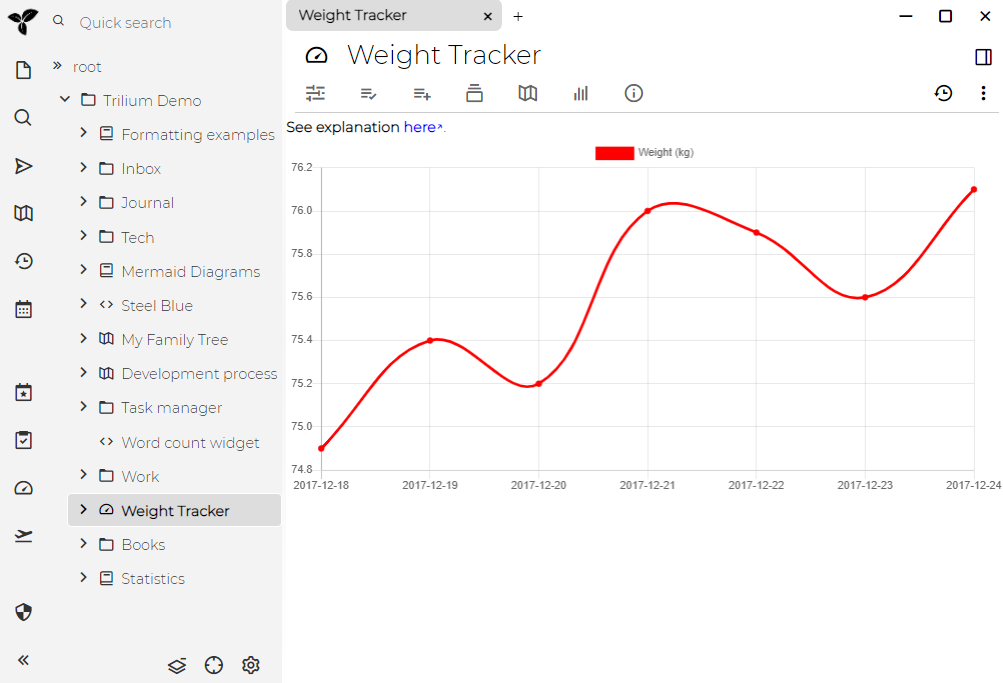 Quick search
root
Trilium Demo
Formatting examples
Inbox
Journal
Tech
Mermaid Diagrams
Steel Blue
My Family Tree
Development process
Task manager
Word count widget
Work
Weight Tracker
Books
Statistics
Weight Tracker
Weight Tracker
See explanation here.
Weight (kg)
76.2
76.0
75.8
75.6
75.4
75.2
75.0
74.8
2017-12-18 2017-12-19 2017-12-20 2017-12-21 2017-12-22 2017-12-23 2017-12-24